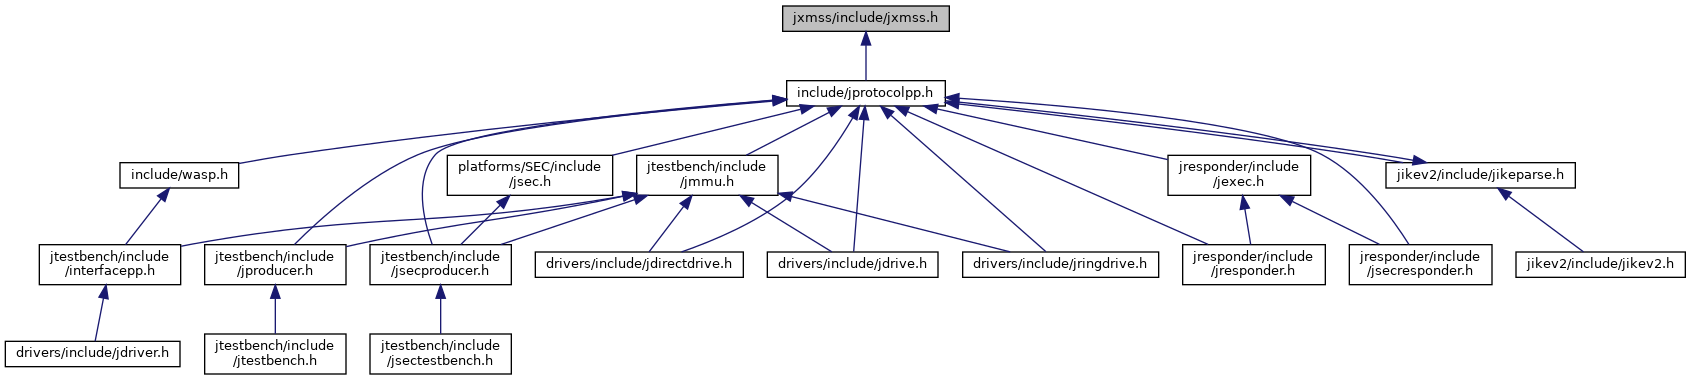 jxmss/include/jxmss.h
include/jprotocolpp.h
include/wasp.h
platforms/SEC/include
/jsec.h
jtestbench/include
/jmmu.h
jresponder/include
/jexec.h
jikev2/include/jikeparse.h
jtestbench/include
/interfacepp.h
jtestbench/include
/jproducer.h
jtestbench/include
/jsecproducer.h
drivers/include/jdirectdrive.h
drivers/include/jdrive.h
drivers/include/jringdrive.h
jresponder/include
/jresponder.h
jresponder/include
/jsecresponder.h
jikev2/include/jikev2.h
drivers/include/jdriver.h
jtestbench/include
/jtestbench.h
jtestbench/include
/jsectestbench.h